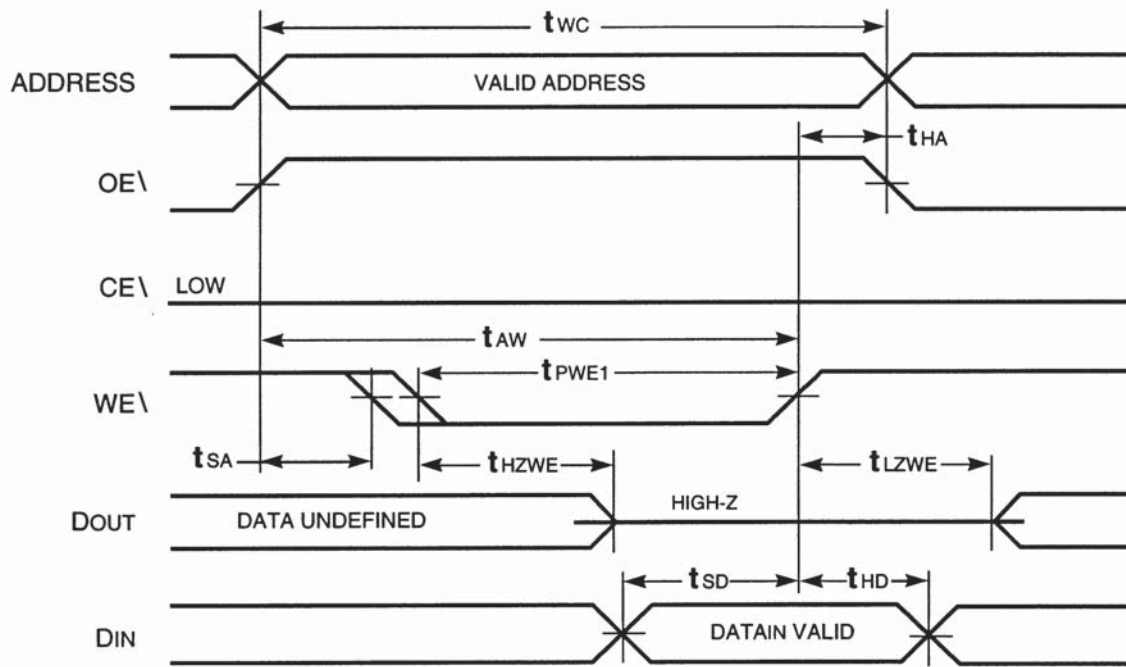 tWC
ADDRESS VALID ADDRESS
tHA
OE\
CE\ LOW
tAW
tPWE1
WE\
tSA tHZWE tLZWE
DOUT DATA UNDEFINED HIGH-Z
tSD tHD
DIN DATAIN VALID